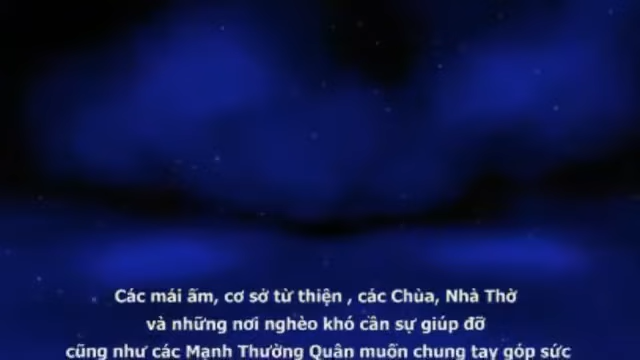 Các mái ấm, cơ sở từ thiện , các Chùa, Nhà Thờ
và những nơi nghèo khó cần sự giúp đỡ
cũng như các Mạnh Thường Quân muốn chung tay góp sức